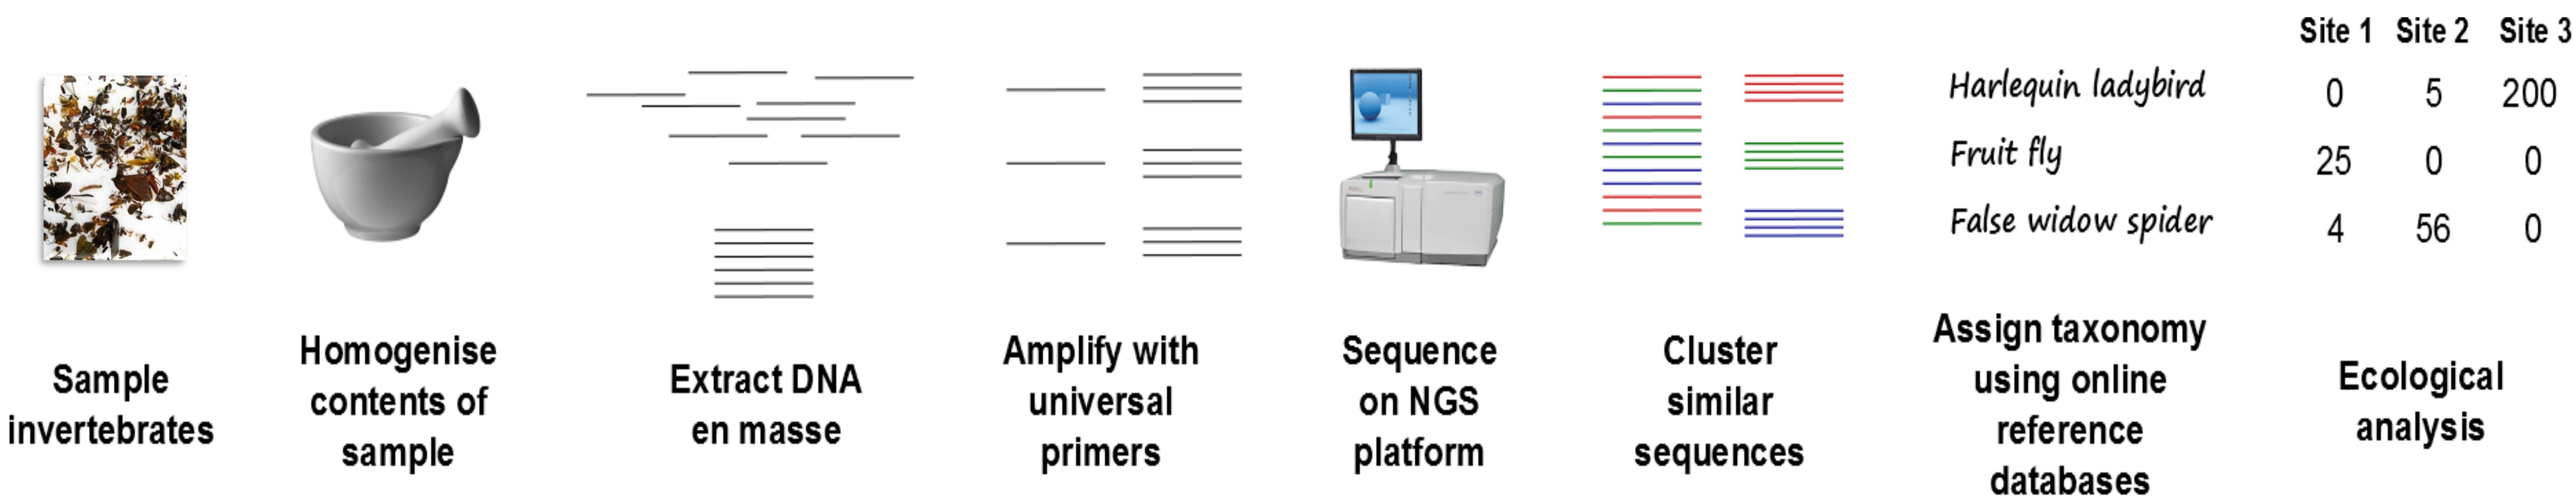 Sample
invertebrates
Homogenise
contents of
sample
Extract DNA
en masse
Amplify with
universal
primers
Sequence
on NGS
platform
Cluster
similar
sequences
Harlequin ladybird
Fruit fly
False widow spider
Assign taxonomy
using online
reference
databases
Site 1 Site 2 Site 3
0 5 200
25 0 0
4 56 0
Ecological
analysis